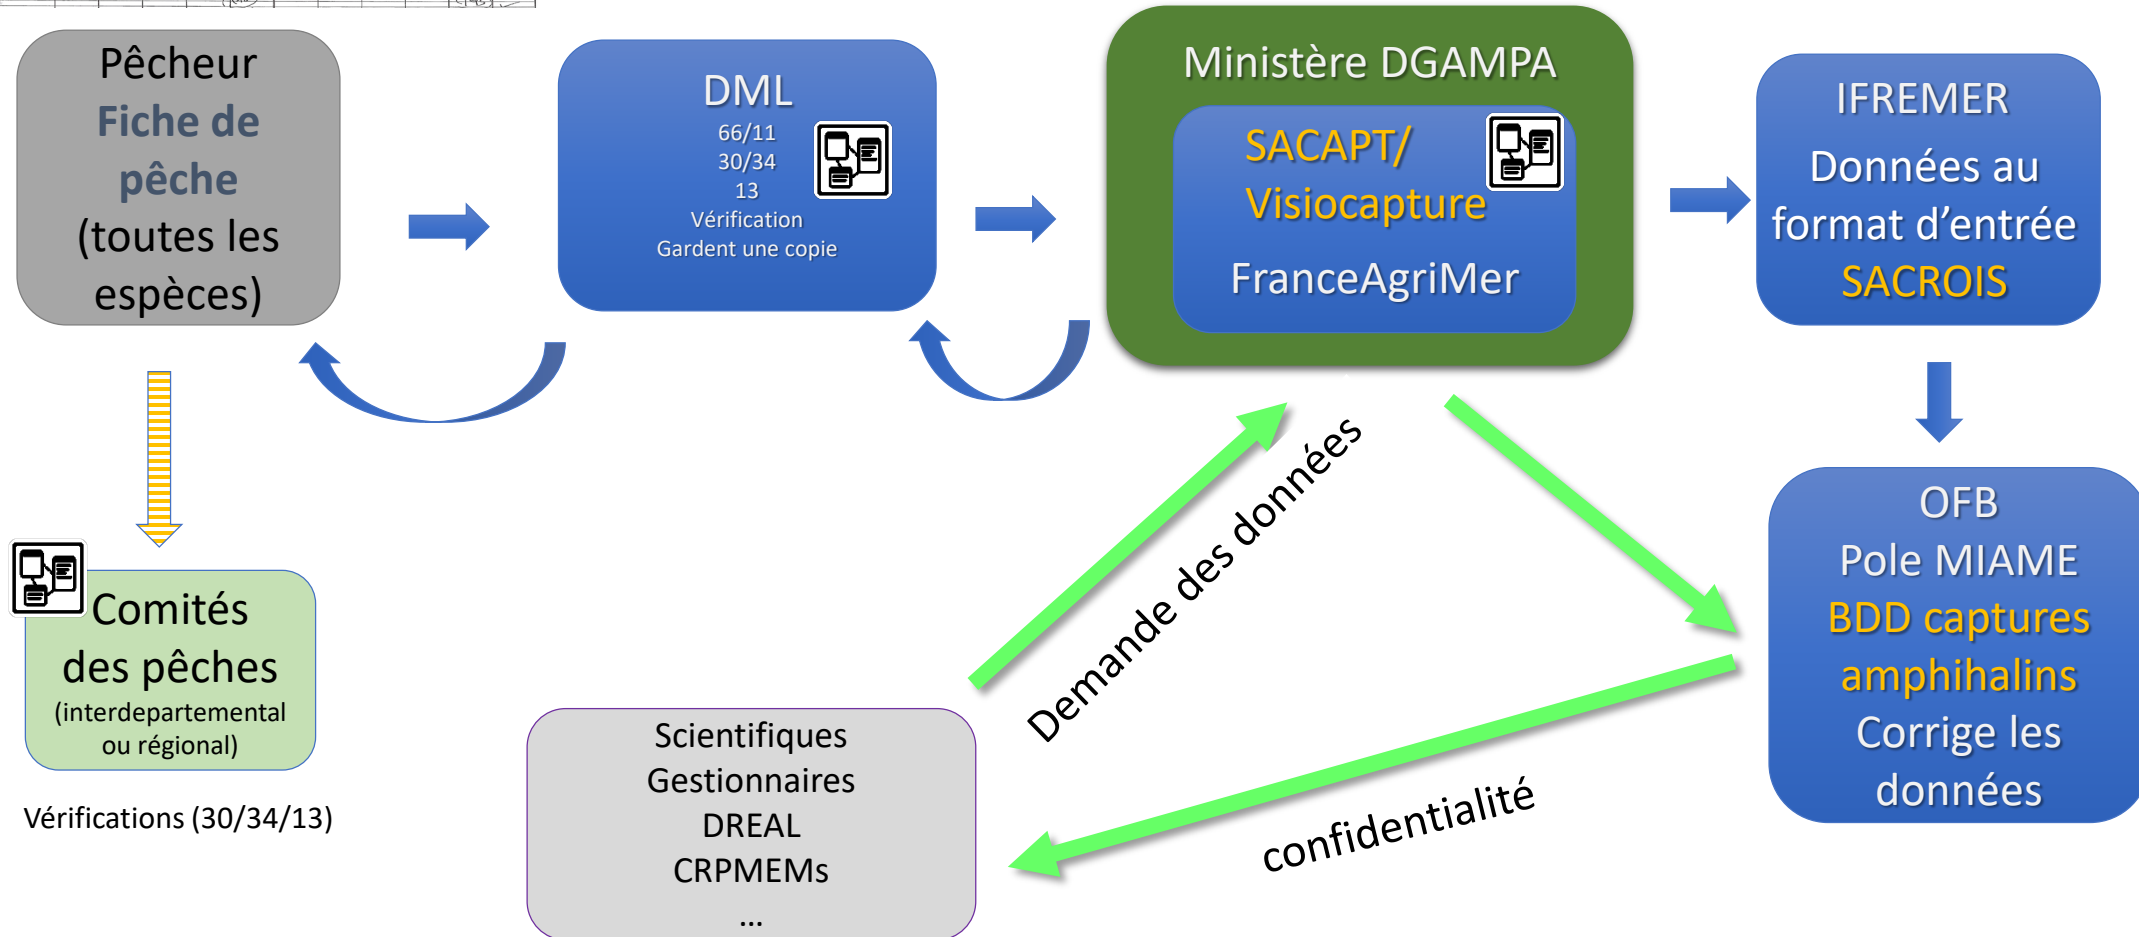 Pêcheur
Fiche de
pêche
(toutes les
espèces)
DML
66/11
30/34
13
Vérification
Gardent une copie
Ministère DGAMPA
SACAPT/
Visiocapture
FranceAgriMer
IFREMER
Données au
format d’entrée
SACROIS
Comités
des pêches
(interdepartemental
ou régional)
Vérifications (30/34/13)
Scientifiques
Gestionnaires
DREAL
CRPMEMs
...
Demande des données
confidentialité
OFB
Pole MIAME
BDD captures
amphihalins
Corrige les
données